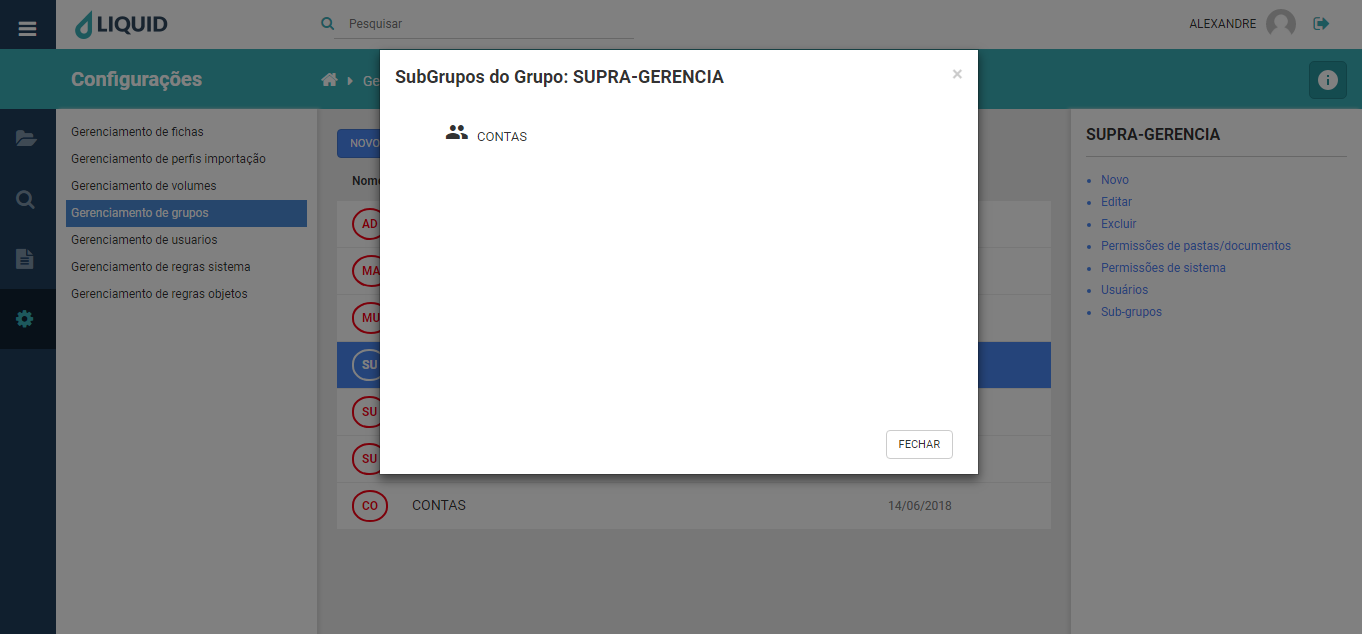 LIQUID
Pesquisar
ALEXANDRE
Configurações
Ge
SubGrupos do Grupo: SUPRA-GERENCIA
×
CONTAS
FECHAR
Gerenciamento de fichas
Gerenciamento de perfis importação
Gerenciamento de volumes
Gerenciamento de grupos
Gerenciamento de usuarios
Gerenciamento de regras sistema
Gerenciamento de regras objetos
NOVO
Nom
AD
MA
MU
SU
SU
SU
CO CONTAS 14/06/2018
SUPRA-GERENCIA
Novo
Editar
Excluir
Permissões de pastas/documentos
Permissões de sistema
Usuários
Sub-grupos